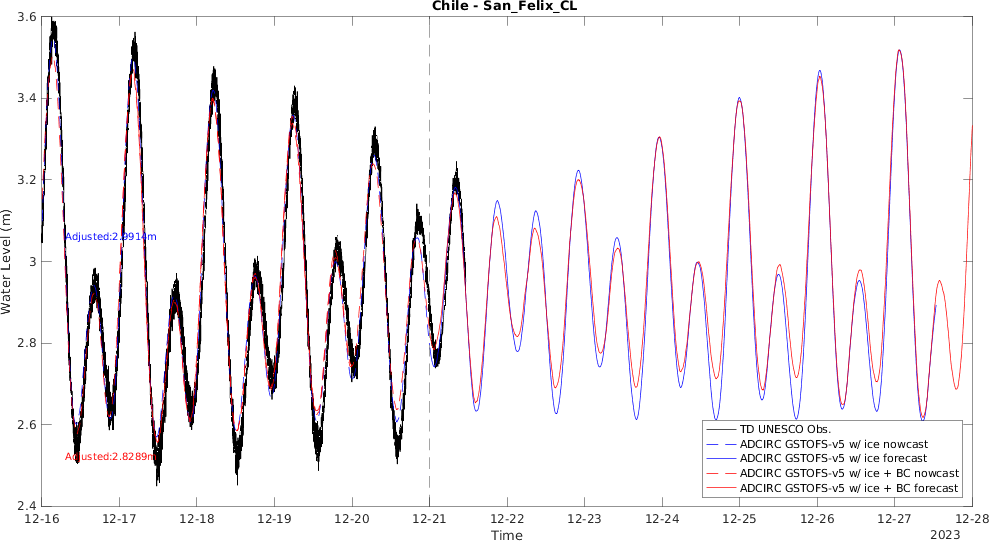 Chile - San_Felix_CL
3.6
3.4
3.2
3
2.8
2.6
2.4
Water Level (m)
Adjusted:2.9914m
Adjusted:2.8289m
TD UNESCO Obs.
ADCIRC GSTOFS-v5 w/ ice nowcast
ADCIRC GSTOFS-v5 w/ ice forecast
ADCIRC GSTOFS-v5 w/ ice + BC nowcast
ADCIRC GSTOFS-v5 w/ ice + BC forecast
12-16 12-17 12-18 12-19 12-20 12-21 12-22 12-23 12-24 12-25 12-26 12-27 12-28
Time
2023